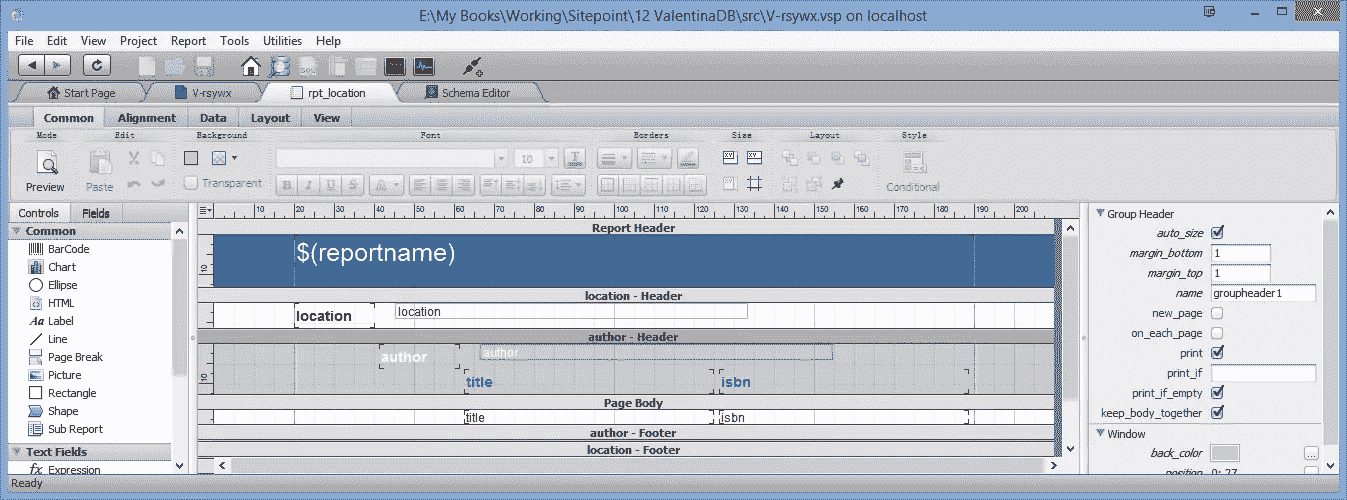 E:\My Books\Working\Sitepoint\12 ValentinaDB\src\V-rsywx.vsp on localhost
File Edit View Project Report Tools Utilities Help
Start Page V-rsywx rpt_location Schema Editor
Common Alignment Data Layout View
Mode Edit Background Font Borders Size Layout Style
10
Preview Paste Transparent B I U S A Conditional
Controls Fields
10 20 30 40 50 60 70 80 90 100 110 120 130 140 150 160 170 180 190 200
Common
BarCode
Chart
Ellipse
HTML
Aa Label
Line
Page Break
Picture
Rectangle
Shape
Sub Report
Text Fields
fx Expression
Report Header
10
$(reportname)
location - Header
location location
author - Header
author author
10
title isbn
Page Body
title isbn
author - Footer
location - Footer
Group Header
auto_size
margin_bottom 1
margin_top 1
name groupheader1
new_page
on_each_page
print
print_if
print_if_empty
keep_body_together
Window
back_color ...
position 0; 27
Ready